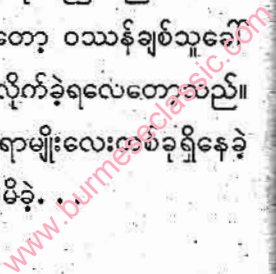 တော့ ဝဿန်ချစ်သူခေါ်
လိုက်ခဲ့ရလေတော့သည်။
ရာမျိုးလေးတစ်ခုရှိနေခဲ့
မိခဲ့. . .
www.burmeseclassic.com